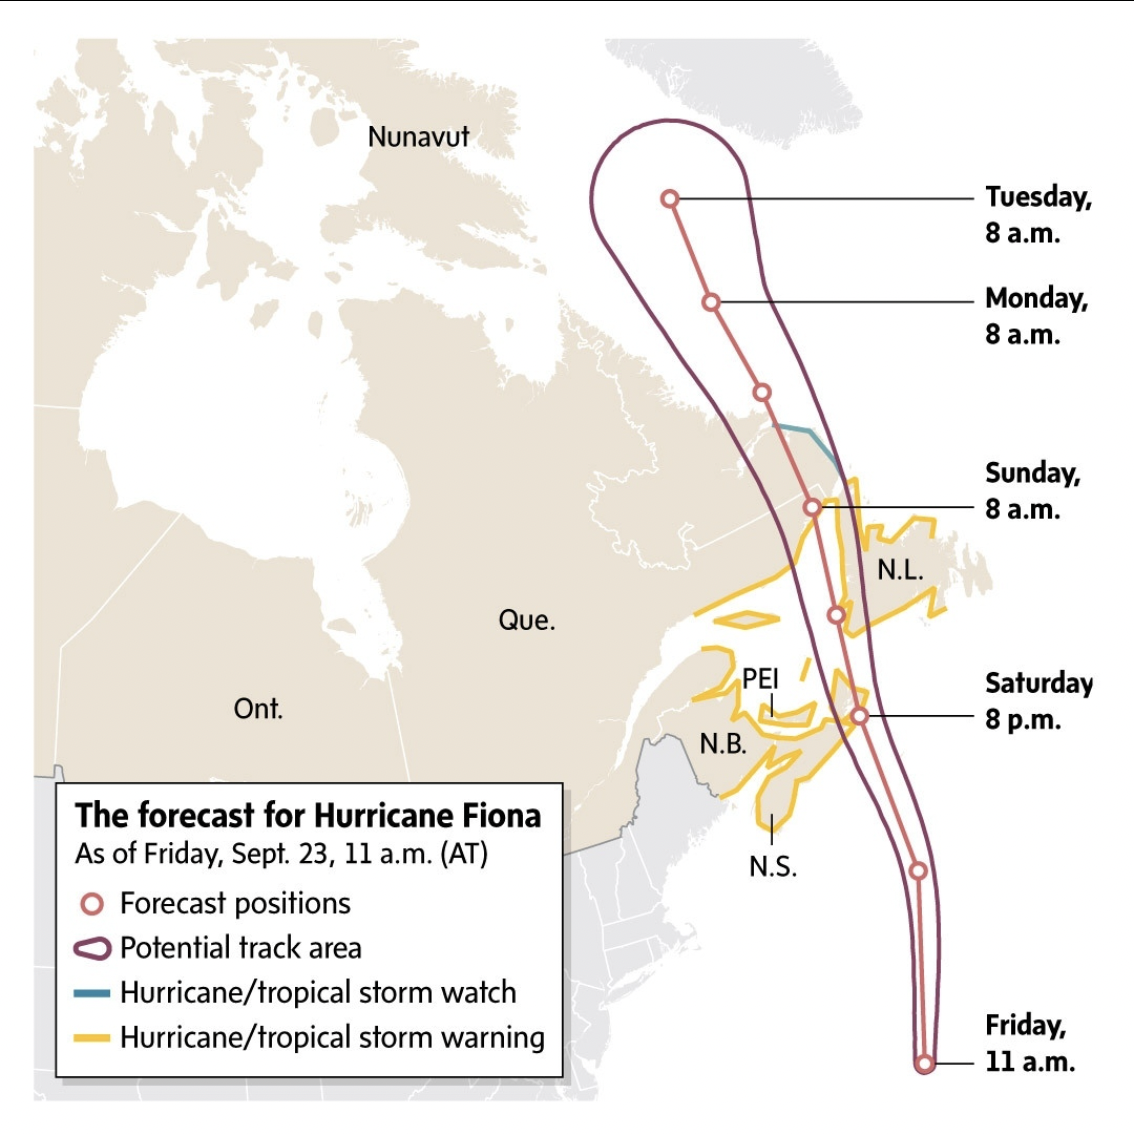 Nunavut
Tuesday,
8 a.m.
Monday,
8 a.m.
Sunday,
8 a.m.
N.L.
Que.
PEI
Saturday
8 p.m.
Ont.
N.B.
N.S.
The forecast for Hurricane Fiona
As of Friday, Sept. 23, 11 a.m. (AT)
Forecast positions
Potential track area
Hurricane/tropical storm watch
Hurricane/tropical storm warning
Friday,
11 a.m.